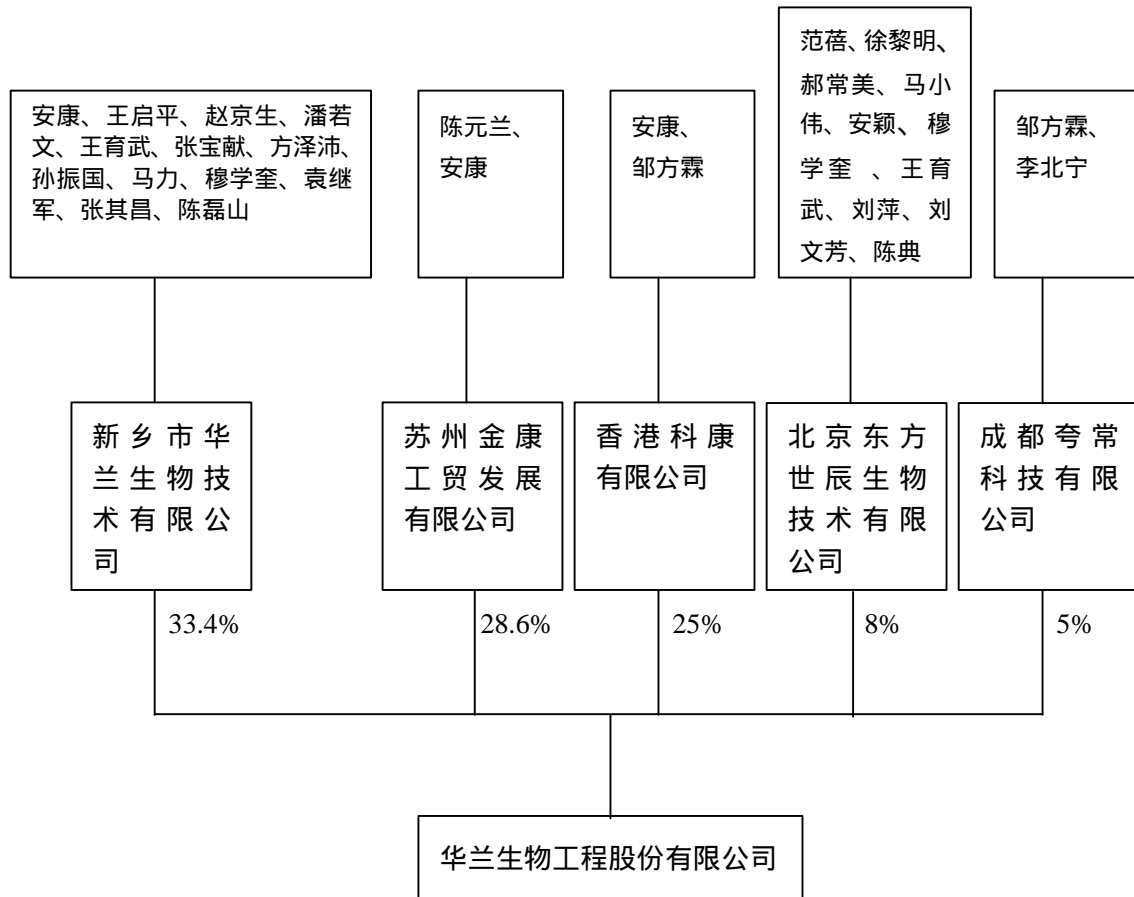 安康、王启平、赵京生、潘若
文、王育武、张宝献、方泽沛、
孙振国、马力、穆学奎、袁继
军、张其昌、陈磊山
陈元兰、
安康
安康、
邹方霖
范蓓、徐黎明、
郝常美、马小
伟、安颖、穆
学奎、王育
武、刘萍、刘
文芳、陈典
邹方霖、
李北宁
新乡市华
兰生物技
术有限公
司
苏州金康
工贸发展
有限公司
香港科康
有限公司
北京东方
世辰生物
技术有限
公司
成都夸常
科技有限
公司
33.4%
28.6%
25%
8%
5%
华兰生物工程股份有限公司